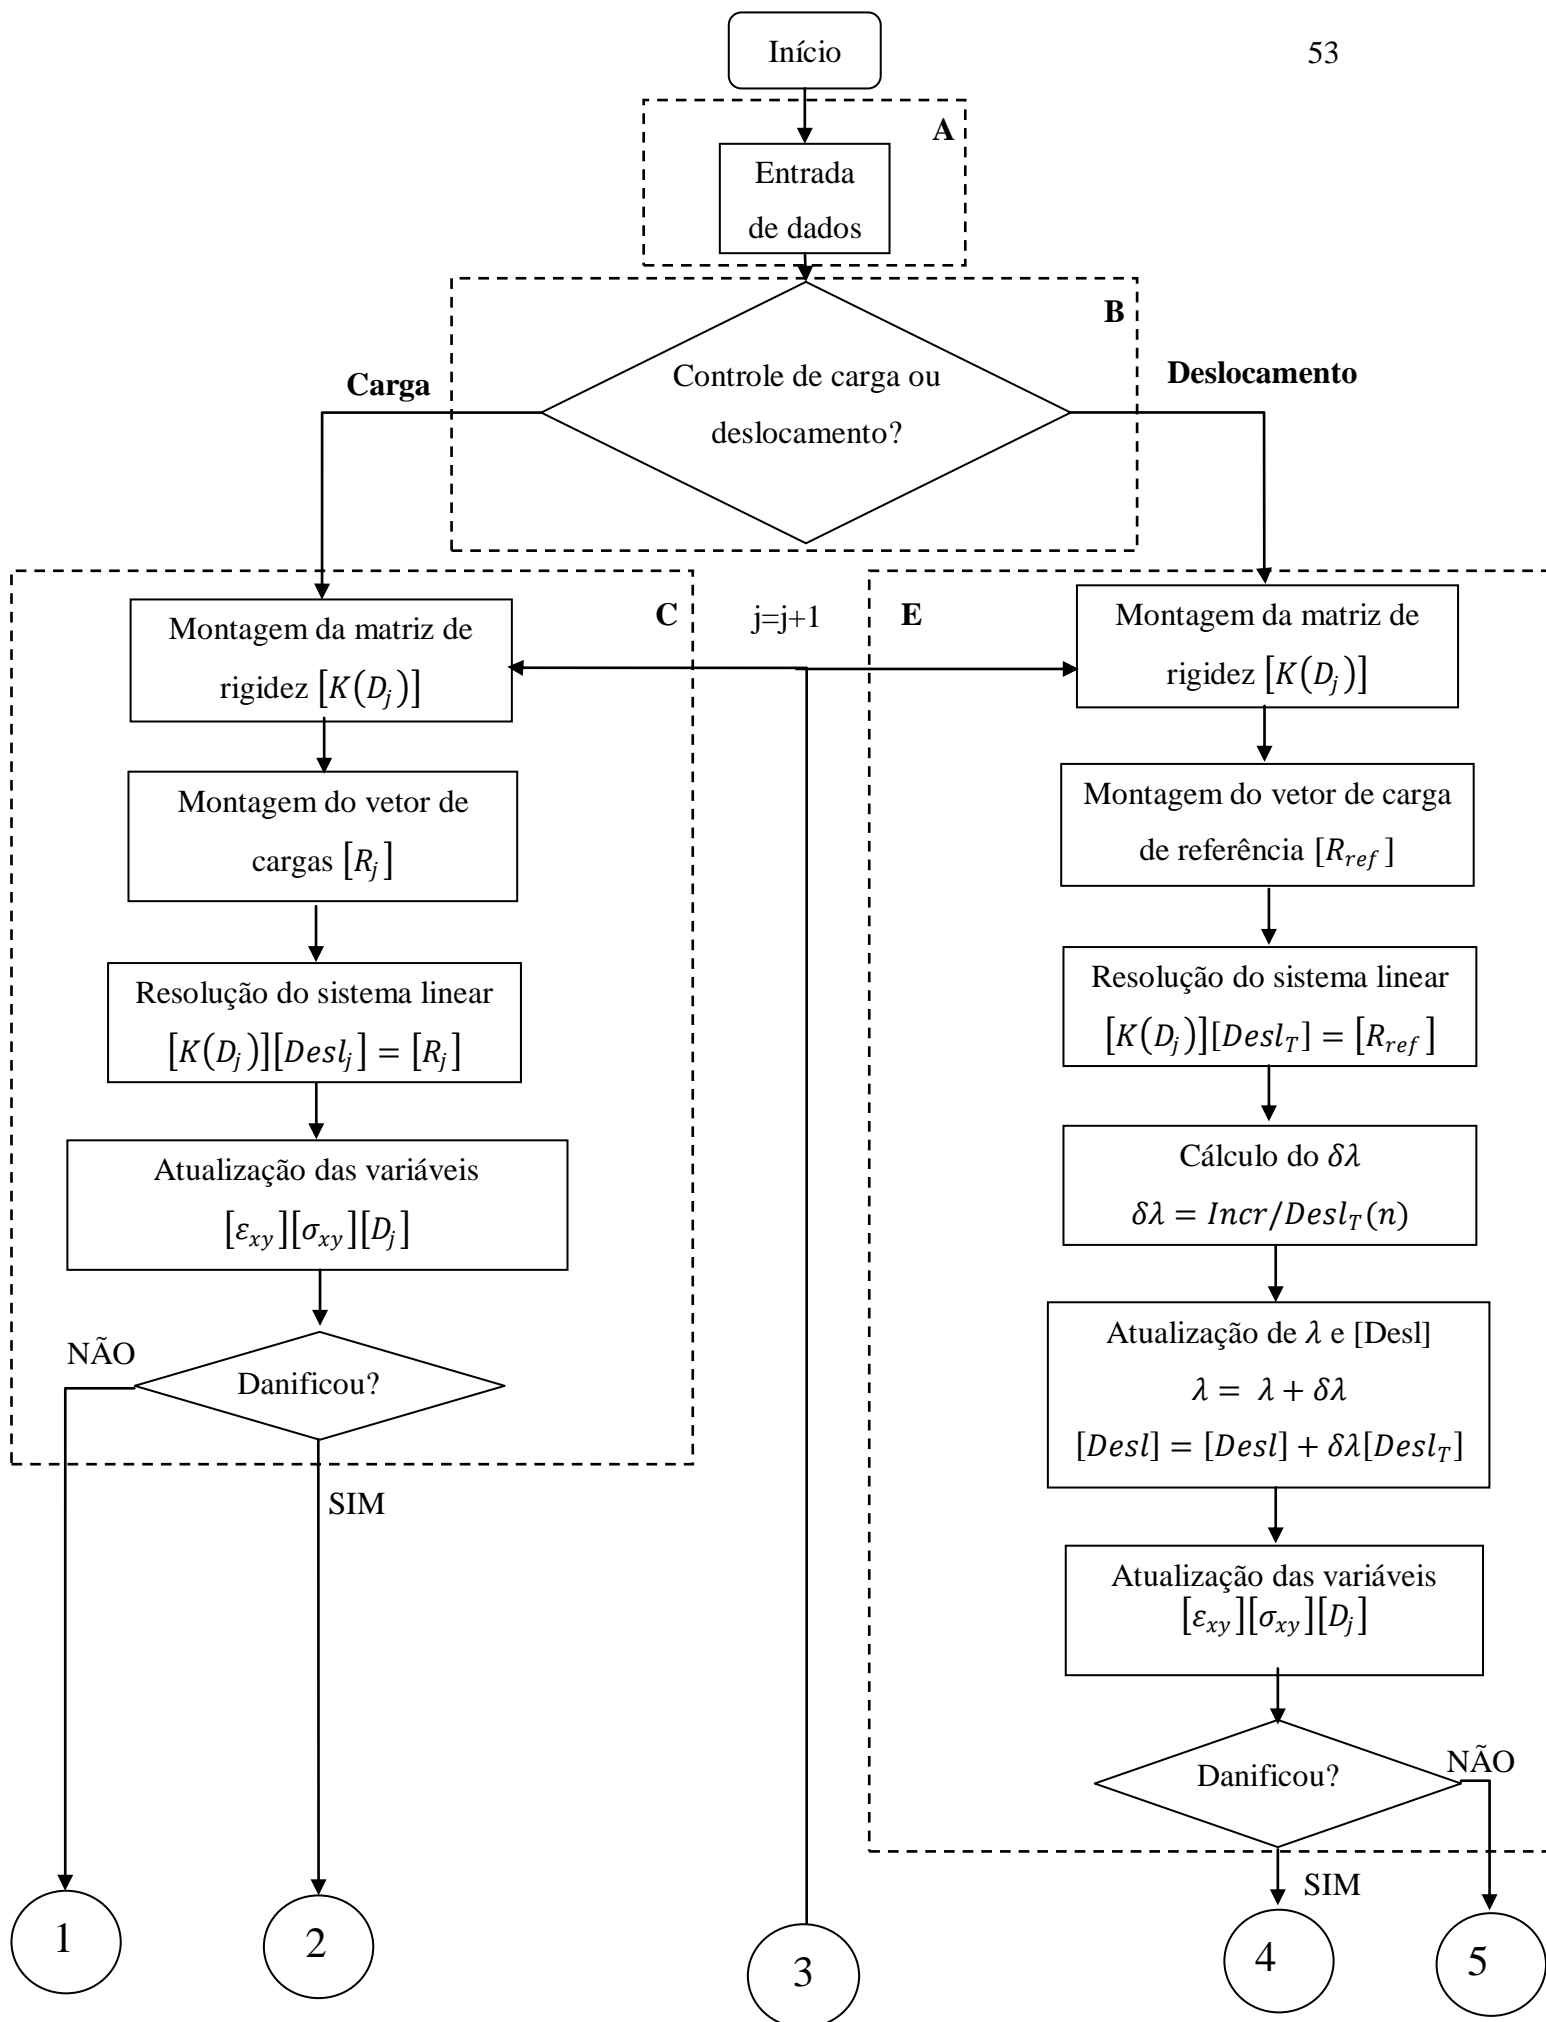 Início
53
A
Entrada
de dados
B
Controle de carga ou
deslocamento?
Carga
Deslocamento
C
j=j+1
E
Montagem da matriz de
rigidez [K(D_j)]
Montagem do vetor de
cargas [R_j]
Resolução do sistema linear
[K(D_j)][Desl_j] = [R_j]
Atualização das variáveis
[ε_xy][σ_xy][D_j]
NÃO
Danificou?
SIM
Montagem da matriz de
rigidez [K(D_j)]
Montagem do vetor de carga
de referência [R_ref]
Resolução do sistema linear
[K(D_j)][Desl_T] = [R_ref]
Cálculo do δλ
δλ = Incr/Desl_T(n)
Atualização de λ e [Desl]
λ = λ + δλ
[Desl] = [Desl] + δλ[Desl_T]
Atualização das variáveis
[ε_xy][σ_xy][D_j]
Danificou?
NÃO
SIM
1
2
3
4
5